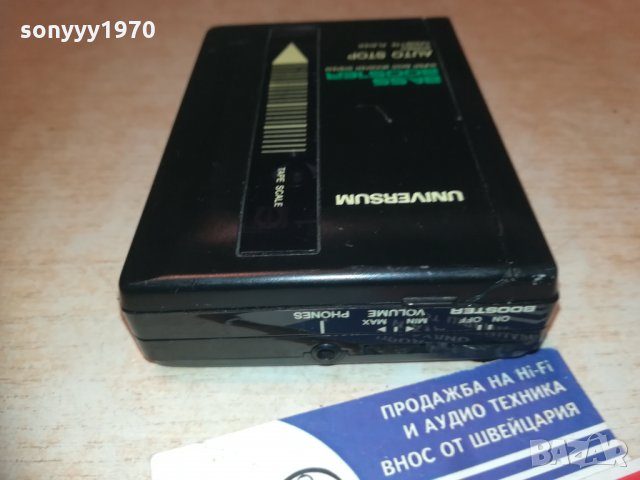 sonyyy1970
AUTO STOP
BASS
BOOSTER
TAPE SCALE
UNIVERSUM
PHONES
VOLUME
MIN MAX
ON OFF
BOOSTER
ПРОДАЖБА НА Hi-Fi
И АУДИО ТЕХНИКА
ВНОС ОТ ШВЕЙЦАРИЯ
BAZAR